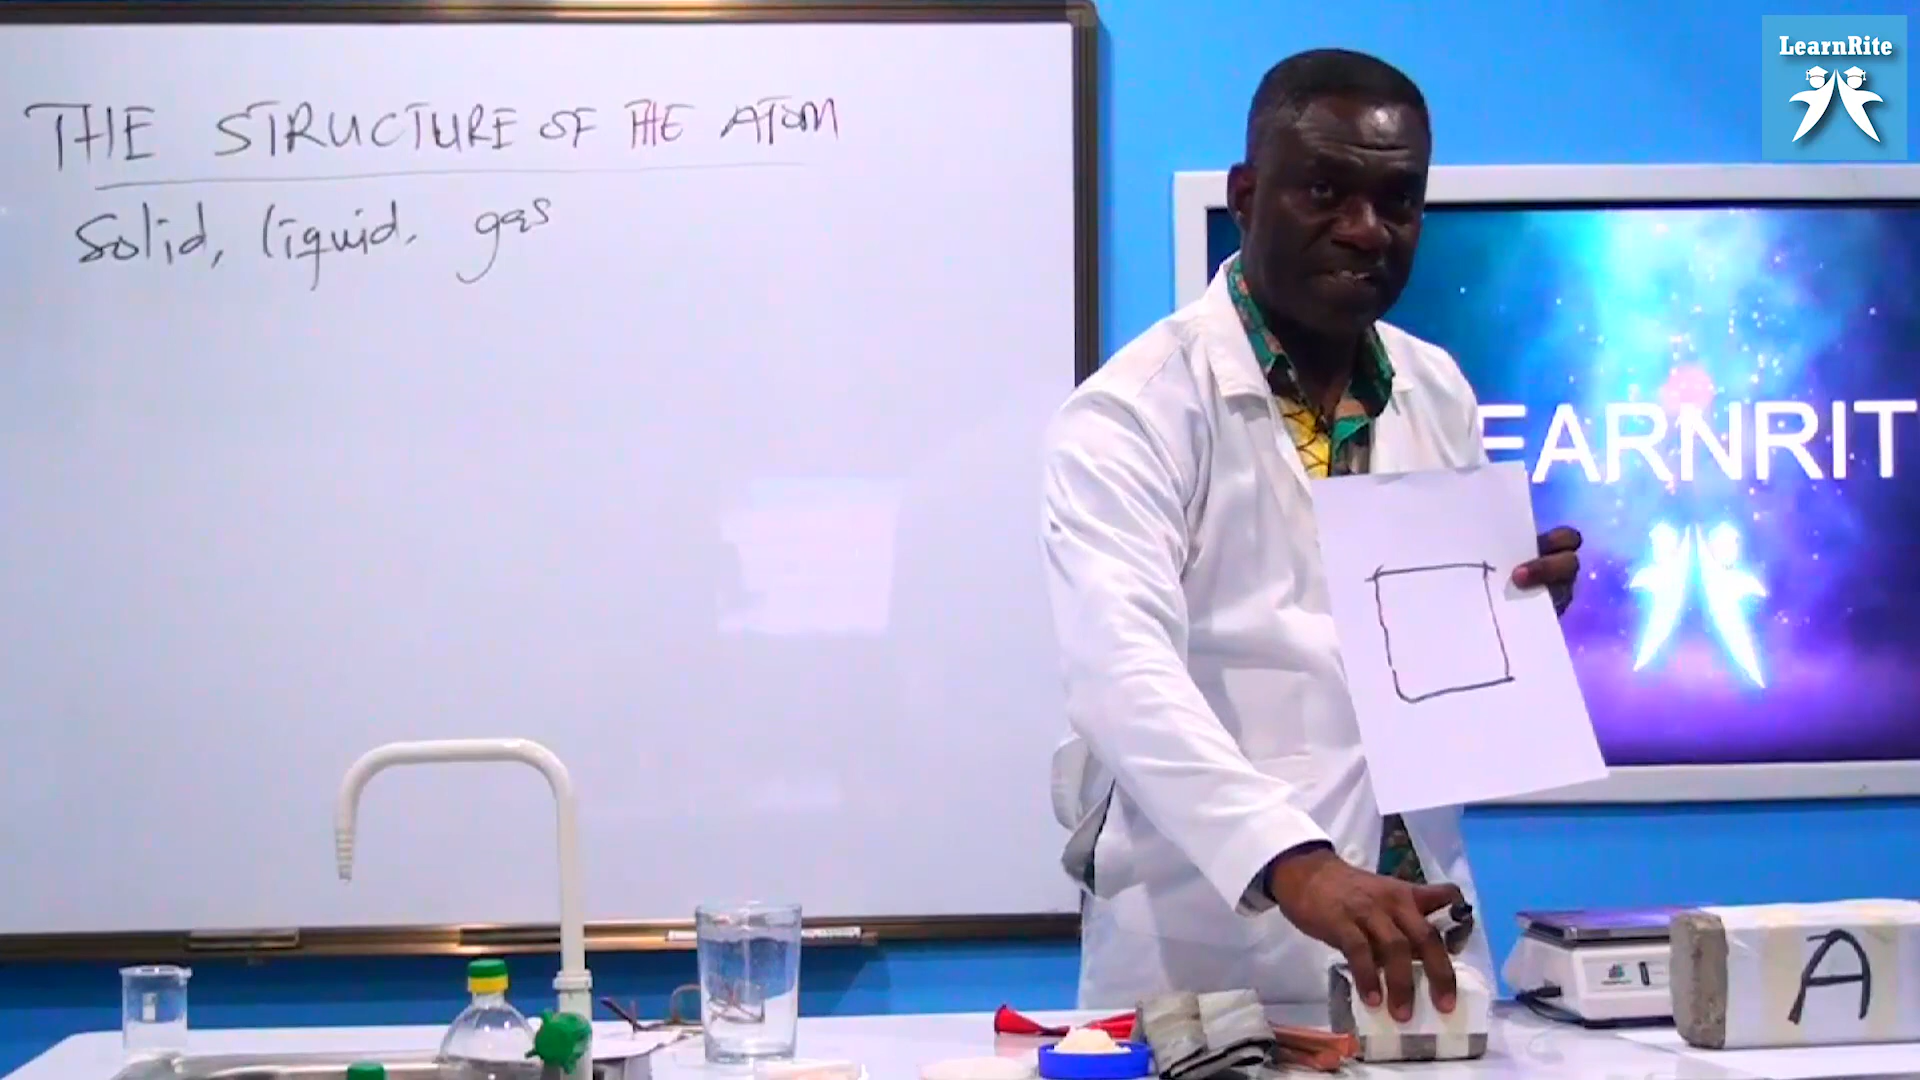 THE STRUCTURE OF THE ATOM
Solid, liquid, gas
LearnRite
EARNRIT
A